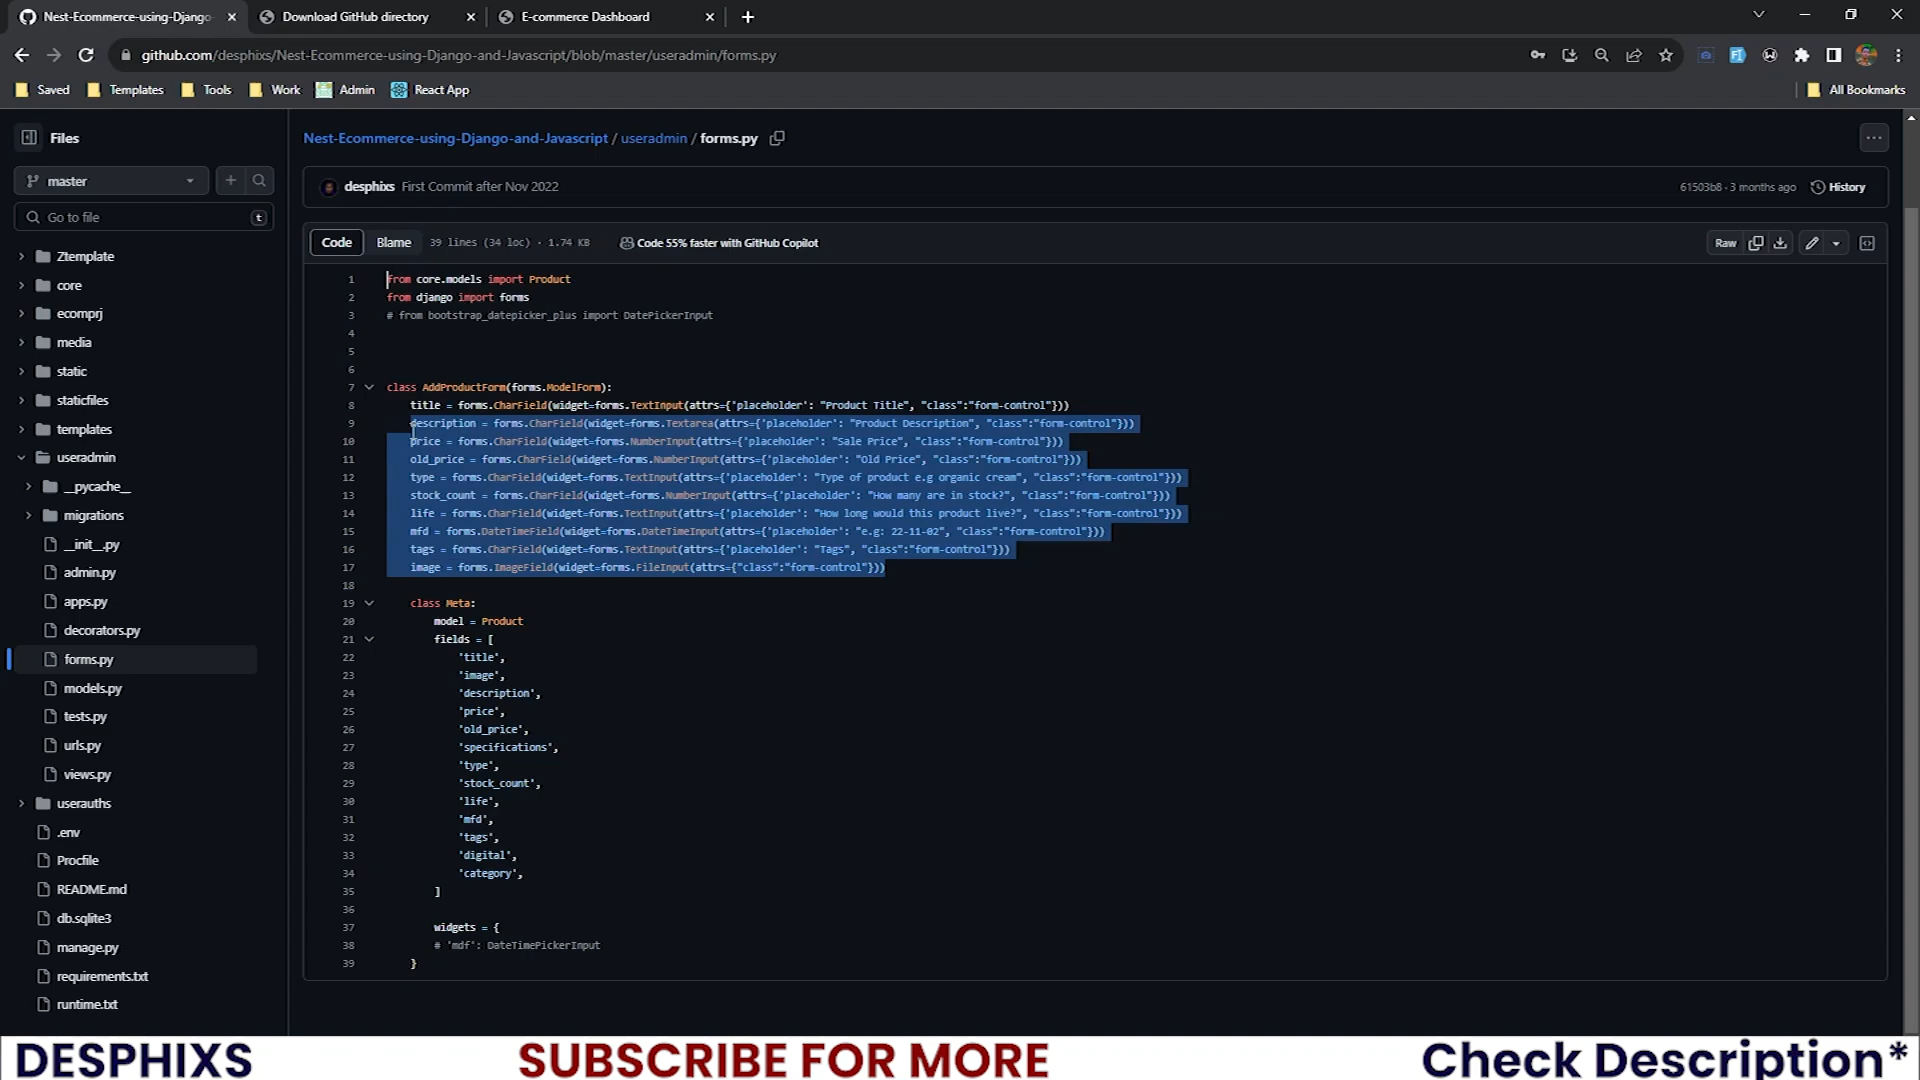 Nest-Ecommerce-using-Django-
Download GitHub directory
E-commerce Dashboard
github.com/desphixs/Nest-Ecommerce-using-Django-and-Javascript/blob/master/useradmin/forms.py
Saved
Templates
Tools
Work
Admin
React App
All Bookmarks
Files
Nest-Ecommerce-using-Django-and-Javascript / useradmin / forms.py
master
desphixs First Commit after Nov 2022
61503b8 · 3 months ago
History
Go to file
t
Code
Blame
39 lines (34 loc) · 1.74 KB
Code 55% faster with GitHub Copilot
Raw
Ztemplate
core
ecomprj
media
static
staticfiles
templates
useradmin
__pycache__
migrations
__init__.py
admin.py
apps.py
decorators.py
forms.py
models.py
tests.py
urls.py
views.py
userauths
.env
Procfile
README.md
db.sqlite3
manage.py
requirements.txt
runtime.txt
1 from core.models import Product
2 from django import forms
3 # from bootstrap_datepicker_plus import DatePickerInput
4
5
6
7 class AddProductForm(forms.ModelForm):
8 title = forms.CharField(widget=forms.TextInput(attrs={'placeholder': "Product Title", "class":"form-control"}))
9 description = forms.CharField(widget=forms.Textarea(attrs={'placeholder': "Product Description", "class":"form-control"}))
10 price = forms.CharField(widget=forms.NumberInput(attrs={'placeholder': "Sale Price", "class":"form-control"}))
11 old_price = forms.CharField(widget=forms.NumberInput(attrs={'placeholder': "Old Price", "class":"form-control"}))
12 type = forms.CharField(widget=forms.TextInput(attrs={'placeholder': "Type of product e.g organic cream", "class":"form-control"}))
13 stock_count = forms.CharField(widget=forms.NumberInput(attrs={'placeholder': "How many are in stock?", "class":"form-control"}))
14 life = forms.CharField(widget=forms.TextInput(attrs={'placeholder': "How long would this product live?", "class":"form-control"}))
15 mfd = forms.DateTimeField(widget=forms.DateTimeInput(attrs={'placeholder': "e.g: 22-11-02", "class":"form-control"}))
16 tags = forms.CharField(widget=forms.TextInput(attrs={'placeholder': "Tags", "class":"form-control"}))
17 image = forms.ImageField(widget=forms.FileInput(attrs={"class":"form-control"}))
18
19 class Meta:
20 model = Product
21 fields = [
22 'title',
23 'image',
24 'description',
25 'price',
26 'old_price',
27 'specifications',
28 'type',
29 'stock_count',
30 'life',
31 'mfd',
32 'tags',
33 'digital',
34 'category',
35 ]
36
37 widgets = {
38 # 'mdf': DateTimePickerInput
39 }
DESPHIXS
SUBSCRIBE FOR MORE
Check Description*